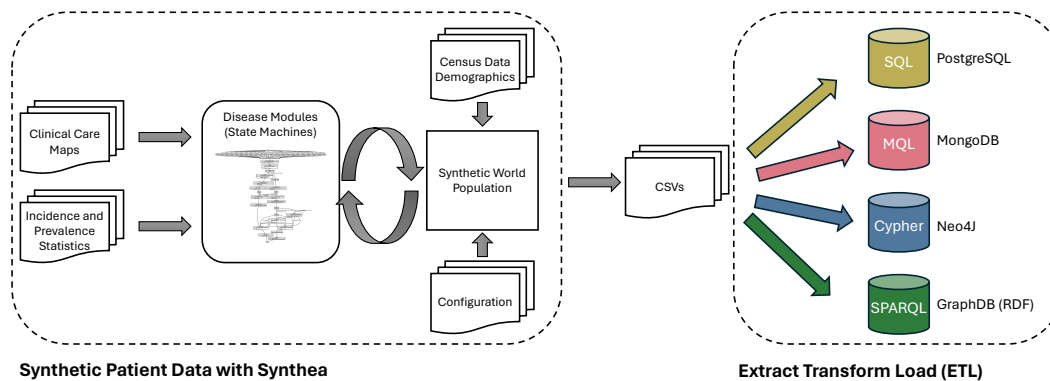 Clinical Care
Maps
Incidence and
Prevalence
Statistics
Disease Modules
(State Machines)
Census Data
Demographics
Synthetic World
Population
Configuration
CSVs
SQL
PostgreSQL
MQL
MongoDB
Cypher
Neo4J
SPARQL
GraphDB (RDF)
Synthetic Patient Data with Synthea
Extract Transform Load (ETL)